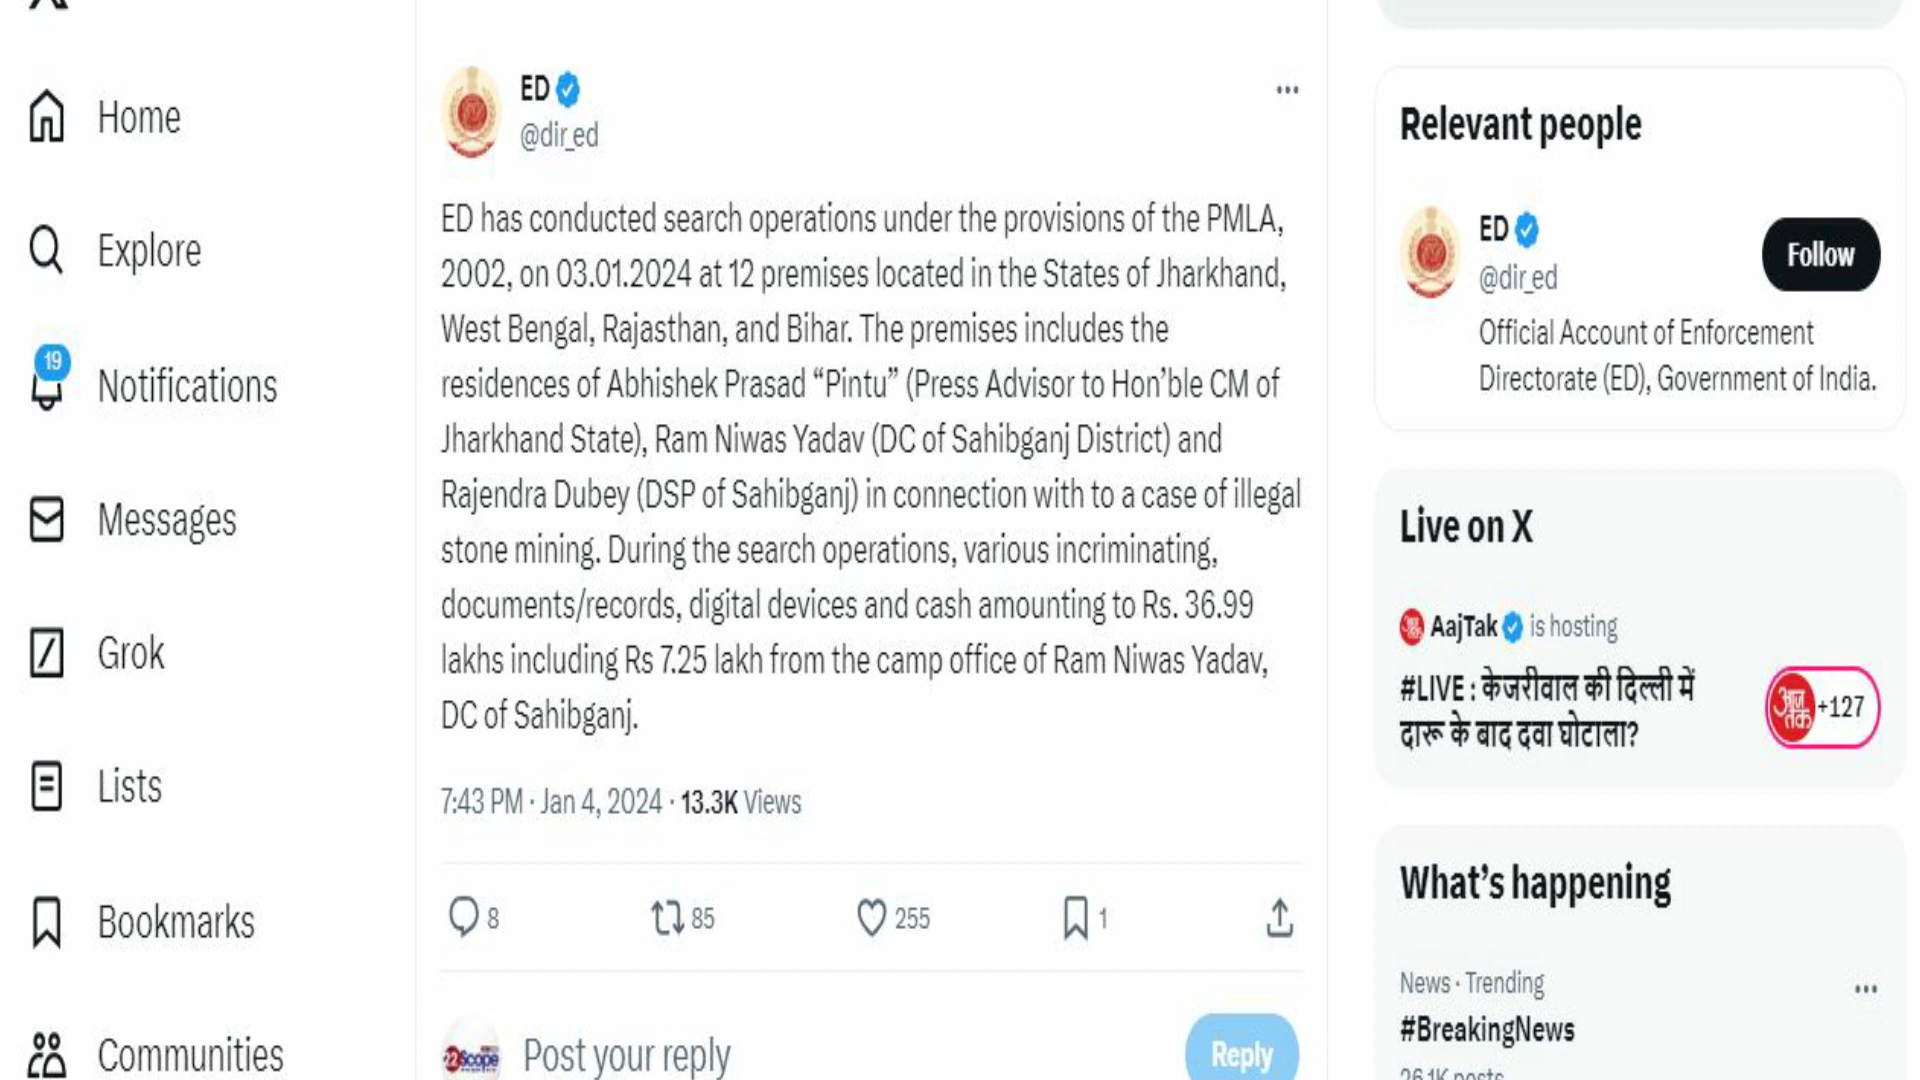 Home
Explore
19
Notifications
Messages
Grok
Lists
Bookmarks
Communities
ED
@dir_ed
ED has conducted search operations under the provisions of the PMLA,
2002, on 03.01.2024 at 12 premises located in the States of Jharkhand,
West Bengal, Rajasthan, and Bihar. The premises includes the
residences of Abhishek Prasad “Pintu” (Press Advisor to Hon’ble CM of
Jharkhand State), Ram Niwas Yadav (DC of Sahibganj District) and
Rajendra Dubey (DSP of Sahibganj) in connection with to a case of illegal
stone mining. During the search operations, various incriminating,
documents/records, digital devices and cash amounting to Rs. 36.99
lakhs including Rs 7.25 lakh from the camp office of Ram Niwas Yadav,
DC of Sahibganj.
7:43 PM · Jan 4, 2024 · 13.3K Views
8 85 255 1
22Scope
Post your reply
Reply
Relevant people
ED
@dir_ed
Follow
Official Account of Enforcement
Directorate (ED), Government of India.
Live on X
AajTak is hosting
#LIVE : केजरीवाल की दिल्ली में
दारू के बाद दवा घोटाला?
आज तक +127
What’s happening
News · Trending
#BreakingNews
26.1K posts